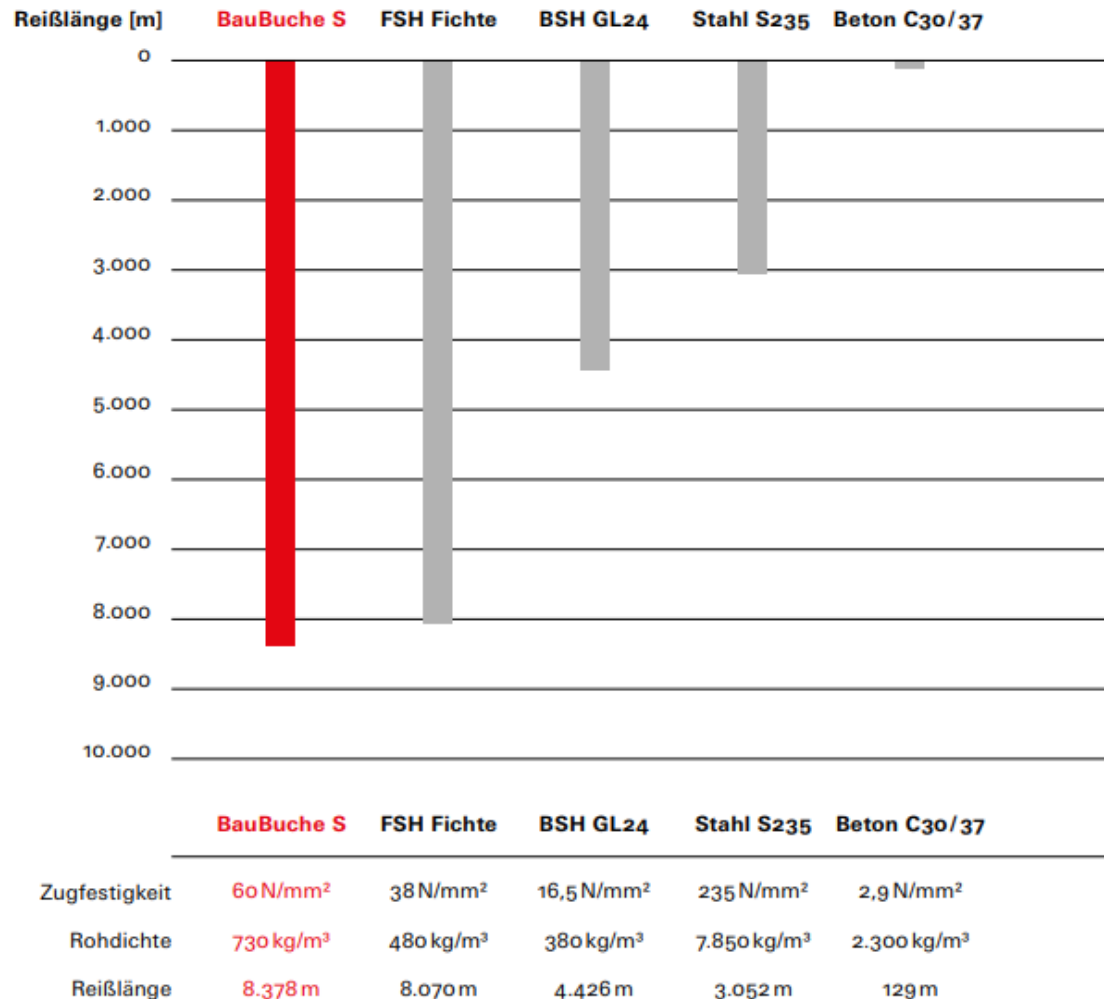 Reißlänge [m] BauBuche S FSH Fichte BSH GL24 Stahl S235 Beton C30/37
0
1.000
2.000
3.000
4.000
5.000
6.000
7.000
8.000
9.000
10.000
BauBuche S FSH Fichte BSH GL24 Stahl S235 Beton C30/37
Zugfestigkeit 60 N/mm² 38 N/mm² 16,5 N/mm² 235 N/mm² 2,9 N/mm²
Rohdichte 730 kg/m³ 480 kg/m³ 380 kg/m³ 7.850 kg/m³ 2.300 kg/m³
Reißlänge 8.378 m 8.070 m 4.426 m 3.052 m 129 m